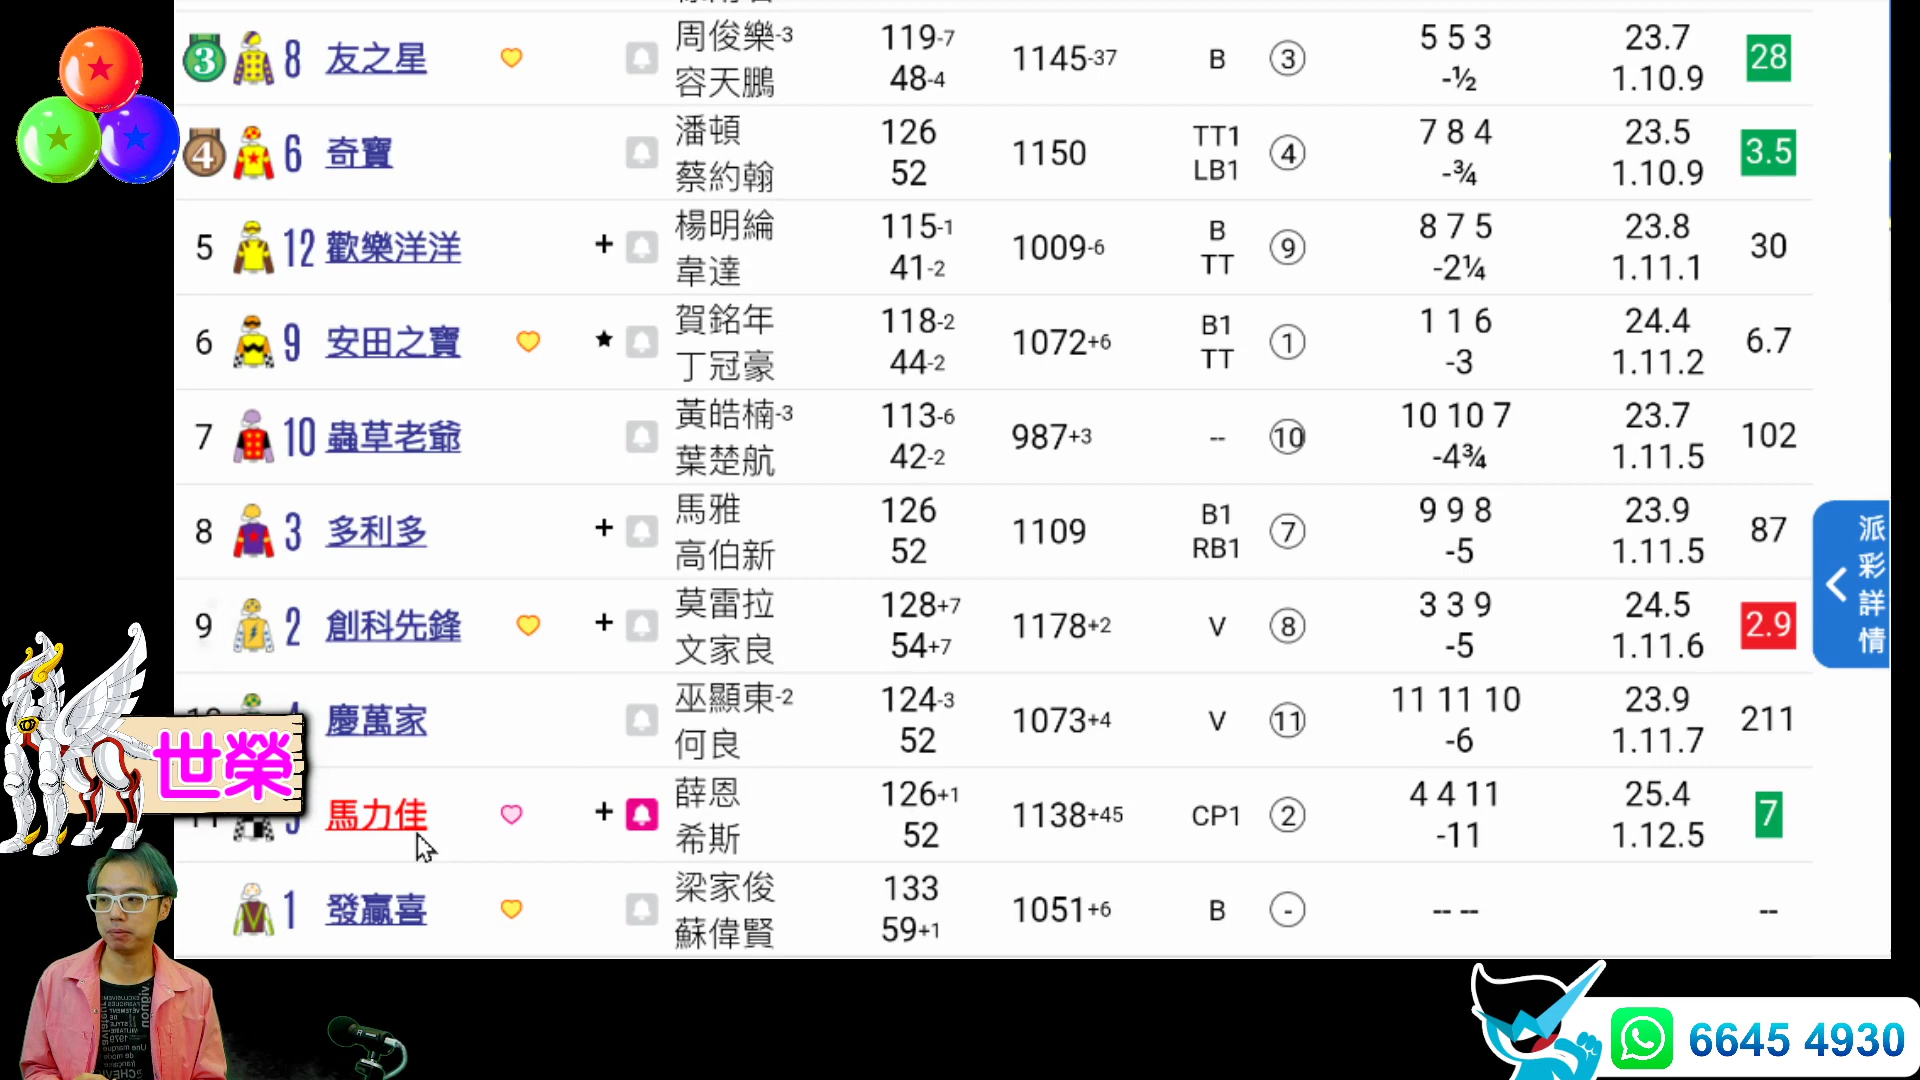 3 8 友之星 周俊樂-3 119-7 1145-37 B 3 5 5 3 23.7 28
容天鵬 48-4 -½ 1.10.9
4 6 奇寶 潘頓 126 1150 TT1 4 7 8 4 23.5 3.5
蔡約翰 52 LB1 -¾ 1.10.9
5 12 歡樂洋洋 + 楊明綸 115-1 1009-6 B 9 8 7 5 23.8 30
韋達 41-2 TT -2¼ 1.11.1
6 9 安田之寶 ★ 賀銘年 118-2 1072+6 B1 1 1 1 6 24.4 6.7
丁冠豪 44-2 TT -3 1.11.2
7 10 蟲草老爺 黃皓楠-3 113-6 987+3 -- 10 10 10 7 23.7 102
葉楚航 42-2 -4¾ 1.11.5
8 3 多利多 + 馬雅 126 1109 B1 7 9 9 8 23.9 87
高伯新 52 RB1 -5 1.11.5
9 2 創科先鋒 + 莫雷拉 128+7 1178+2 V 8 3 3 9 24.5 2.9
文家良 54+7 -5 1.11.6
慶萬家 巫顯東-2 124-3 1073+4 V 11 11 11 10 23.9 211
何良 52 -6 1.11.7
馬力佳 + 薛恩 126+1 1138+45 CP1 2 4 4 11 25.4 7
希斯 52 -11 1.12.5
1 發贏喜 梁家俊 133 1051+6 B - -- -- --
蘇偉賢 59+1
派彩詳情
世榮
6645 4930